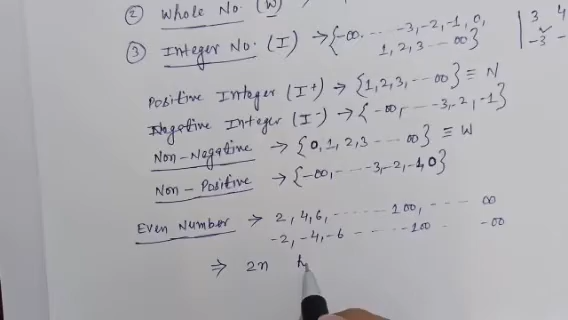 ② Whole No. (W)
③ Integer No. (I) → {-∞. ..... -3, -2, -1, 0,
1, 2, 3 --- ∞}
3 4
-3 -
Positive Integer (I+) → {1, 2, 3, --- ∞} ≡ N
Negative Integer (I-) → {-∞, --- -3, -2, -1}
Non-Negative → {0, 1, 2, 3 ---- ∞} ≡ W
Non-Positive → {-∞, ---- -3, -2, -1, 0}
Even Number → 2, 4, 6, ------ 100, --- ∞
-2, -4, -6 ----- -100 -∞
⇒ 2n